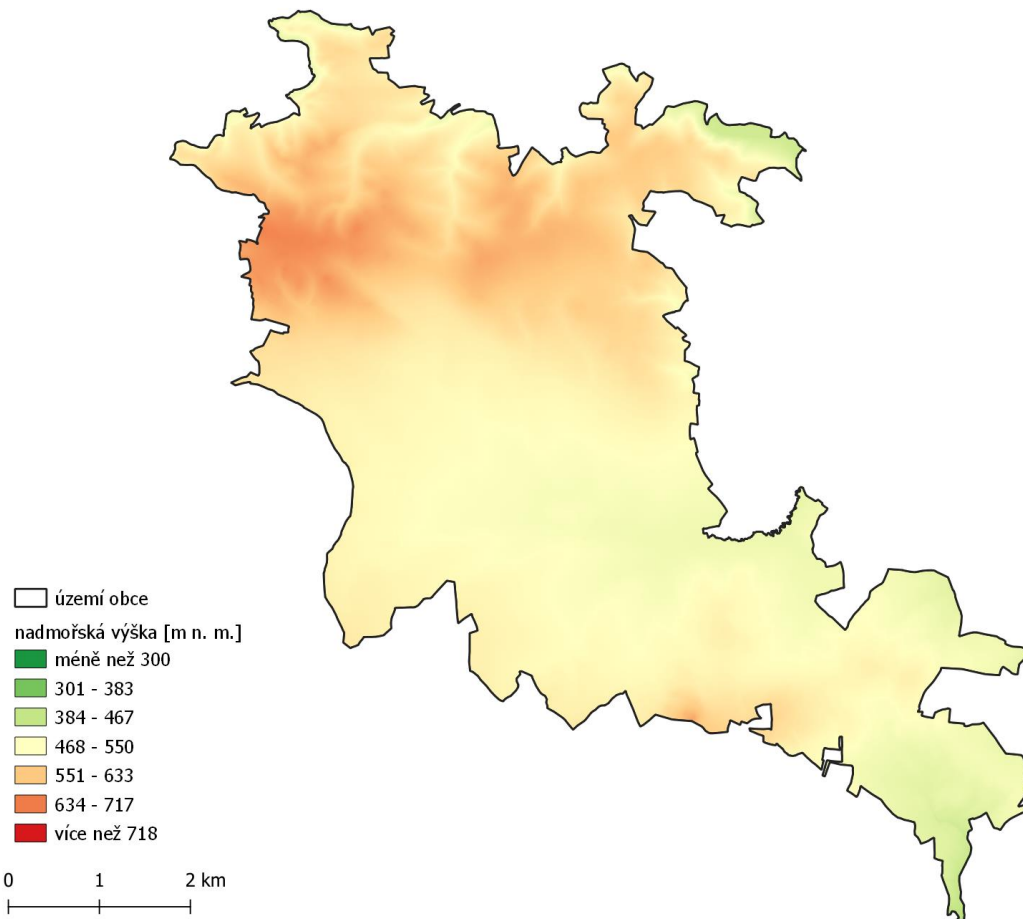 území obce
nadmořská výška [m n. m.]
méně než 300
301 - 383
384 - 467
468 - 550
551 - 633
634 - 717
více než 718
0 1 2 km